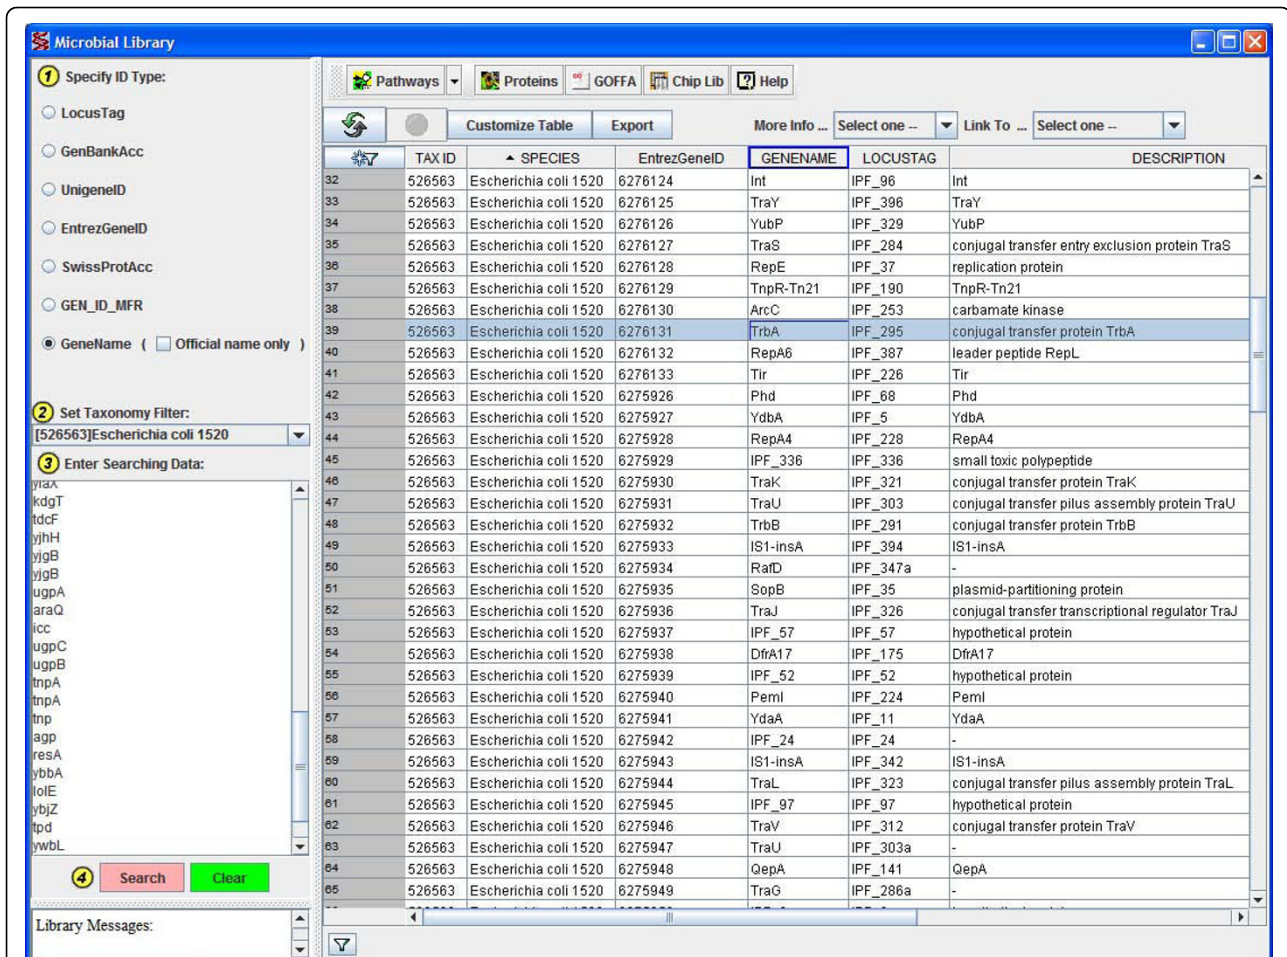 Microbial Library
1 Specify ID Type:
LocusTag
GenBankAcc
UnigeneID
EntrezGeneID
SwissProtAcc
GEN_ID_MFR
GeneName ( Official name only )
2 Set Taxonomy Filter:
[526563]Escherichia coli 1520
3 Enter Searching Data:
kdgT
tdcF
yjhH
yjgB
yjgB
ugpA
araQ
icc
ugpC
ugpB
tnpA
tnpA
tnp
agp
resA
ybbA
lolE
ybjZ
tpd
ywbL
4 Search Clear
Library Messages:
Pathways Proteins GOFFA Chip Lib Help
Customize Table Export More Info ... Select one -- Link To ... Select one --
TAX ID SPECIES EntrezGeneID GENENAME LOCUSTAG DESCRIPTION
32 526563 Escherichia coli 1520 6276124 Int IPF_96 Int
33 526563 Escherichia coli 1520 6276125 TraY IPF_396 TraY
34 526563 Escherichia coli 1520 6276126 YubP IPF_329 YubP
35 526563 Escherichia coli 1520 6276127 TraS IPF_284 conjugal transfer entry exclusion protein TraS
36 526563 Escherichia coli 1520 6276128 RepE IPF_37 replication protein
37 526563 Escherichia coli 1520 6276129 TnpR-Tn21 IPF_190 TnpR-Tn21
38 526563 Escherichia coli 1520 6276130 ArcC IPF_253 carbamate kinase
39 526563 Escherichia coli 1520 6276131 TrbA IPF_295 conjugal transfer protein TrbA
40 526563 Escherichia coli 1520 6276132 RepA6 IPF_387 leader peptide RepL
41 526563 Escherichia coli 1520 6276133 Tir IPF_226 Tir
42 526563 Escherichia coli 1520 6275926 Phd IPF_68 Phd
43 526563 Escherichia coli 1520 6275927 YdbA IPF_5 YdbA
44 526563 Escherichia coli 1520 6275928 RepA4 IPF_228 RepA4
45 526563 Escherichia coli 1520 6275929 IPF_336 IPF_336 small toxic polypeptide
46 526563 Escherichia coli 1520 6275930 TraK IPF_321 conjugal transfer protein TraK
47 526563 Escherichia coli 1520 6275931 TraU IPF_303 conjugal transfer pilus assembly protein TraU
48 526563 Escherichia coli 1520 6275932 TrbB IPF_291 conjugal transfer protein TrbB
49 526563 Escherichia coli 1520 6275933 IS1-insA IPF_394 IS1-insA
50 526563 Escherichia coli 1520 6275934 RafD IPF_347a -
51 526563 Escherichia coli 1520 6275935 SopB IPF_35 plasmid-partitioning protein
52 526563 Escherichia coli 1520 6275936 TraJ IPF_326 conjugal transfer transcriptional regulator TraJ
53 526563 Escherichia coli 1520 6275937 IPF_57 IPF_57 hypothetical protein
54 526563 Escherichia coli 1520 6275938 DfrA17 IPF_175 DfrA17
55 526563 Escherichia coli 1520 6275939 IPF_52 IPF_52 hypothetical protein
56 526563 Escherichia coli 1520 6275940 PemI IPF_224 PemI
57 526563 Escherichia coli 1520 6275941 YdaA IPF_11 YdaA
58 526563 Escherichia coli 1520 6275942 IPF_24 IPF_24 -
59 526563 Escherichia coli 1520 6275943 IS1-insA IPF_342 IS1-insA
60 526563 Escherichia coli 1520 6275944 TraL IPF_323 conjugal transfer pilus assembly protein TraL
61 526563 Escherichia coli 1520 6275945 IPF_97 IPF_97 hypothetical protein
62 526563 Escherichia coli 1520 6275946 TraV IPF_312 conjugal transfer protein TraV
63 526563 Escherichia coli 1520 6275947 TraU IPF_303a -
64 526563 Escherichia coli 1520 6275948 QepA IPF_141 QepA
65 526563 Escherichia coli 1520 6275949 TraG IPF_286a -